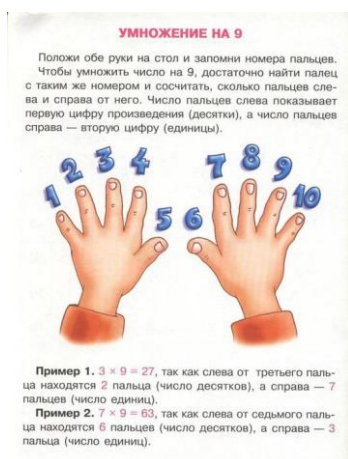 УМНОЖЕНИЕ НА 9
Положи обе руки на стол и запомни номера пальцев.
Чтобы умножить число на 9, достаточно найти палец
с таким же номером и сосчитать, сколько пальцев сле-
ва и справа от него. Число пальцев слева показывает
первую цифру произведения (десятки), а число пальцев
справа — вторую цифру (единицы).
1 2 3 4 5 6 7 8 9 10
Пример 1. 3 × 9 = 27, так как слева от третьего паль-
ца находятся 2 пальца (число десятков), а справа — 7
пальцев (число единиц).
Пример 2. 7 × 9 = 63, так как слева от седьмого паль-
ца находятся 6 пальцев (число десятков), а справа — 3
пальца (число единиц).